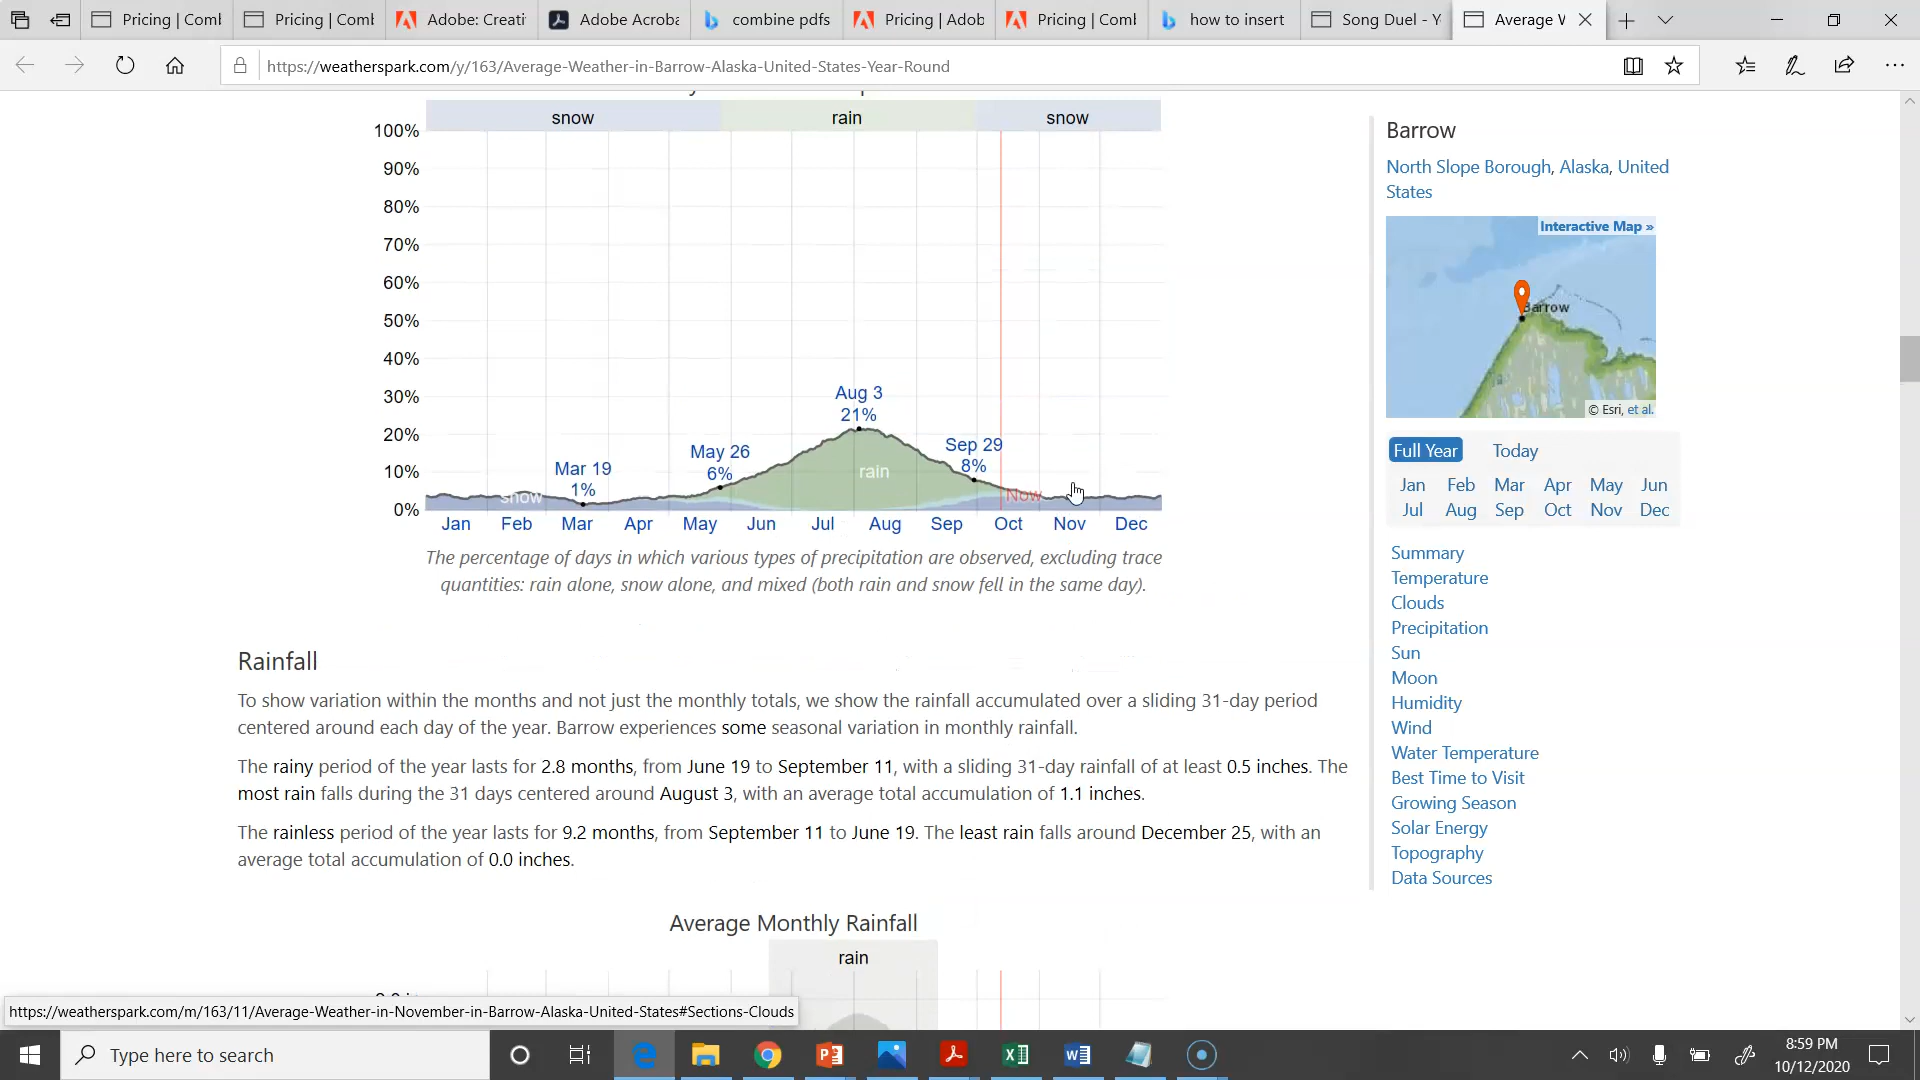 Pricing | Coml
Pricing | Coml
Adobe: Creati
Adobe Acroba
combine pdfs
Pricing | Adob
Pricing | Coml
how to insert
Song Duel - Y
Average V
https://weatherspark.com/y/163/Average-Weather-in-Barrow-Alaska-United-States-Year-Round
snow rain snow
100%
90%
80%
70%
60%
50%
40%
30%
20%
10%
0%
Mar 19
1%
May 26
6%
Aug 3
21%
Sep 29
8%
snow
rain
Now
Jan Feb Mar Apr May Jun Jul Aug Sep Oct Nov Dec
The percentage of days in which various types of precipitation are observed, excluding trace
quantities: rain alone, snow alone, and mixed (both rain and snow fell in the same day).
Rainfall
To show variation within the months and not just the monthly totals, we show the rainfall accumulated over a sliding 31-day period
centered around each day of the year. Barrow experiences some seasonal variation in monthly rainfall.
The rainy period of the year lasts for 2.8 months, from June 19 to September 11, with a sliding 31-day rainfall of at least 0.5 inches. The
most rain falls during the 31 days centered around August 3, with an average total accumulation of 1.1 inches.
The rainless period of the year lasts for 9.2 months, from September 11 to June 19. The least rain falls around December 25, with an
average total accumulation of 0.0 inches.
Average Monthly Rainfall
rain
Barrow
North Slope Borough, Alaska, United
States
Interactive Map »
Barrow
© Esri, et al.
Full Year Today
Jan Feb Mar Apr May Jun
Jul Aug Sep Oct Nov Dec
Summary
Temperature
Clouds
Precipitation
Sun
Moon
Humidity
Wind
Water Temperature
Best Time to Visit
Growing Season
Solar Energy
Topography
Data Sources
https://weatherspark.com/m/163/11/Average-Weather-in-November-in-Barrow-Alaska-United-States#Sections-Clouds
Type here to search
8:59 PM
10/12/2020